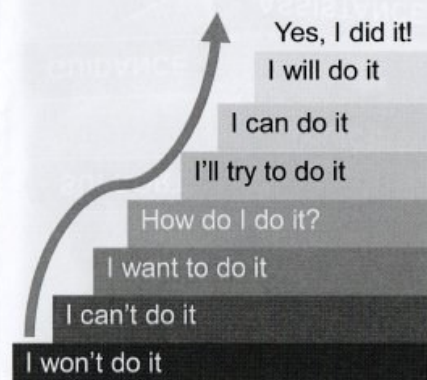 Yes, I did it!
I will do it
I can do it
I'll try to do it
How do I do it?
I want to do it
I can't do it
I won't do it